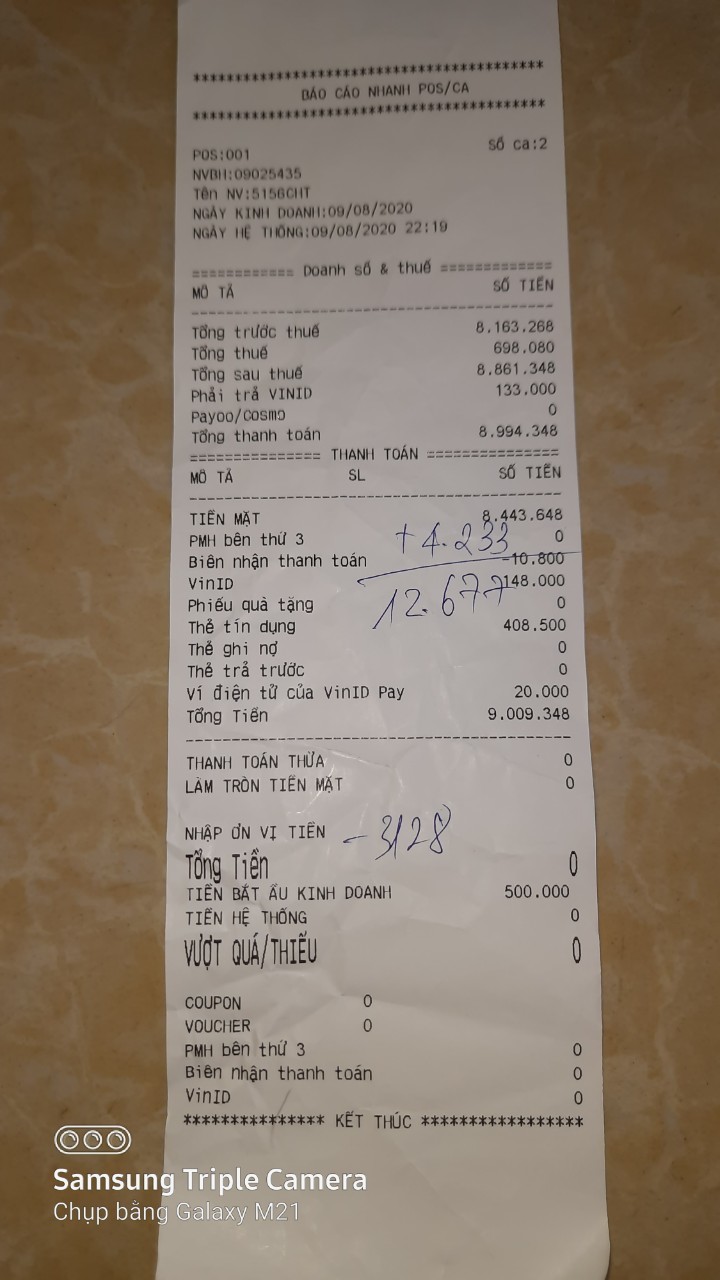 ******************************************
BÁO CÁO NHANH POS/CA
******************************************
POS:001 Số ca:2
NVBH:09025435
Tên NV:5156CHT
NGÀY KINH DOANH:09/08/2020
NGÀY HỆ THỐNG:09/08/2020 22:19
============ Doanh số & thuế =============
MÔ TẢ SỐ TIỀN
------------------------------------------
Tổng trước thuế 8.163.268
Tổng thuế 698.080
Tổng sau thuế 8.861.348
Phải trả VINID 133.000
Payoo/Cosmo 0
Tổng thanh toán 8.994.348
=============== THANH TOÁN ===============
MÔ TẢ SL SỐ TIỀN
------------------------------------------
TIỀN MẶT 8.443.648
PMH bên thứ 3 + 4.233 0
Biên nhận thanh toán -10.800
VinID 12.677 148.000
Phiếu quà tặng 0
Thẻ tín dụng 408.500
Thẻ ghi nợ 0
Thẻ trả trước 0
Ví điện tử của VinID Pay 20.000
Tổng Tiền 9.009.348
------------------------------------------
THANH TOÁN THỪA 0
LÀM TRÒN TIỀN MẶT 0
NHẬP ƠN VỊ TIỀN - 3128
Tổng Tiền 0
TIỀN BẮT ẦU KINH DOANH 500.000
TIỀN HỆ THỐNG 0
VƯỢT QUÁ/THIẾU 0
COUPON 0
VOUCHER 0
PMH bên thứ 3 0
Biên nhận thanh toán 0
VinID 0
*************** KẾT THÚC *****************
Samsung Triple Camera
Chụp bằng Galaxy M21